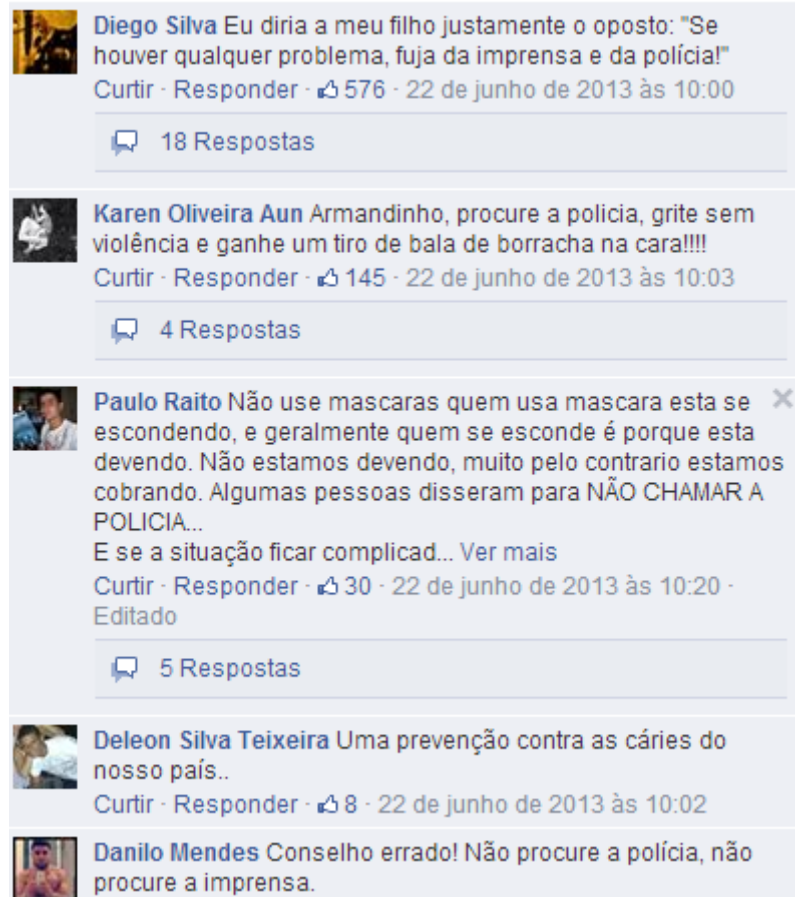 Diego Silva Eu diria a meu filho justamente o oposto: "Se
houver qualquer problema, fuja da imprensa e da polícia!"
Curtir · Responder · 576 · 22 de junho de 2013 às 10:00
18 Respostas
Karen Oliveira Aun Armandinho, procure a policia, grite sem
violência e ganhe um tiro de bala de borracha na cara!!!!
Curtir · Responder · 145 · 22 de junho de 2013 às 10:03
4 Respostas
Paulo Raito Não use mascaras quem usa mascara esta se
escondendo, e geralmente quem se esconde é porque esta
devendo. Não estamos devendo, muito pelo contrario estamos
cobrando. Algumas pessoas disseram para NÃO CHAMAR A
POLICIA...
E se a situação ficar complicad... Ver mais
Curtir · Responder · 30 · 22 de junho de 2013 às 10:20 ·
Editado
5 Respostas
Deleon Silva Teixeira Uma prevenção contra as cáries do
nosso país..
Curtir · Responder · 8 · 22 de junho de 2013 às 10:02
Danilo Mendes Conselho errado! Não procure a polícia, não
procure a imprensa.